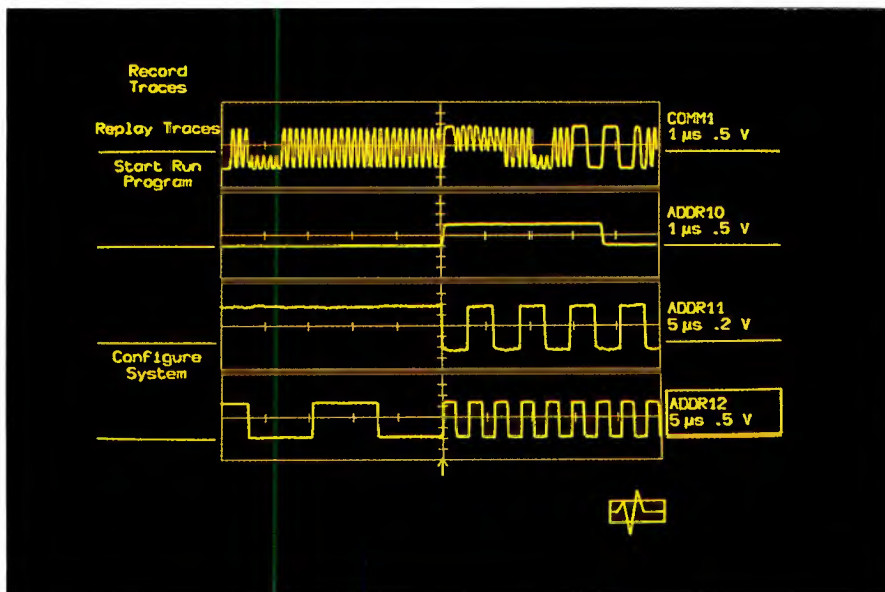 Record
Traces
Replay Traces
Start Run
Program
Configure
System
COMM1
1 µs .5 V
ADDR10
1 µs .5 V
ADDR11
5 µs .2 V
ADDR12
5 µs .5 V